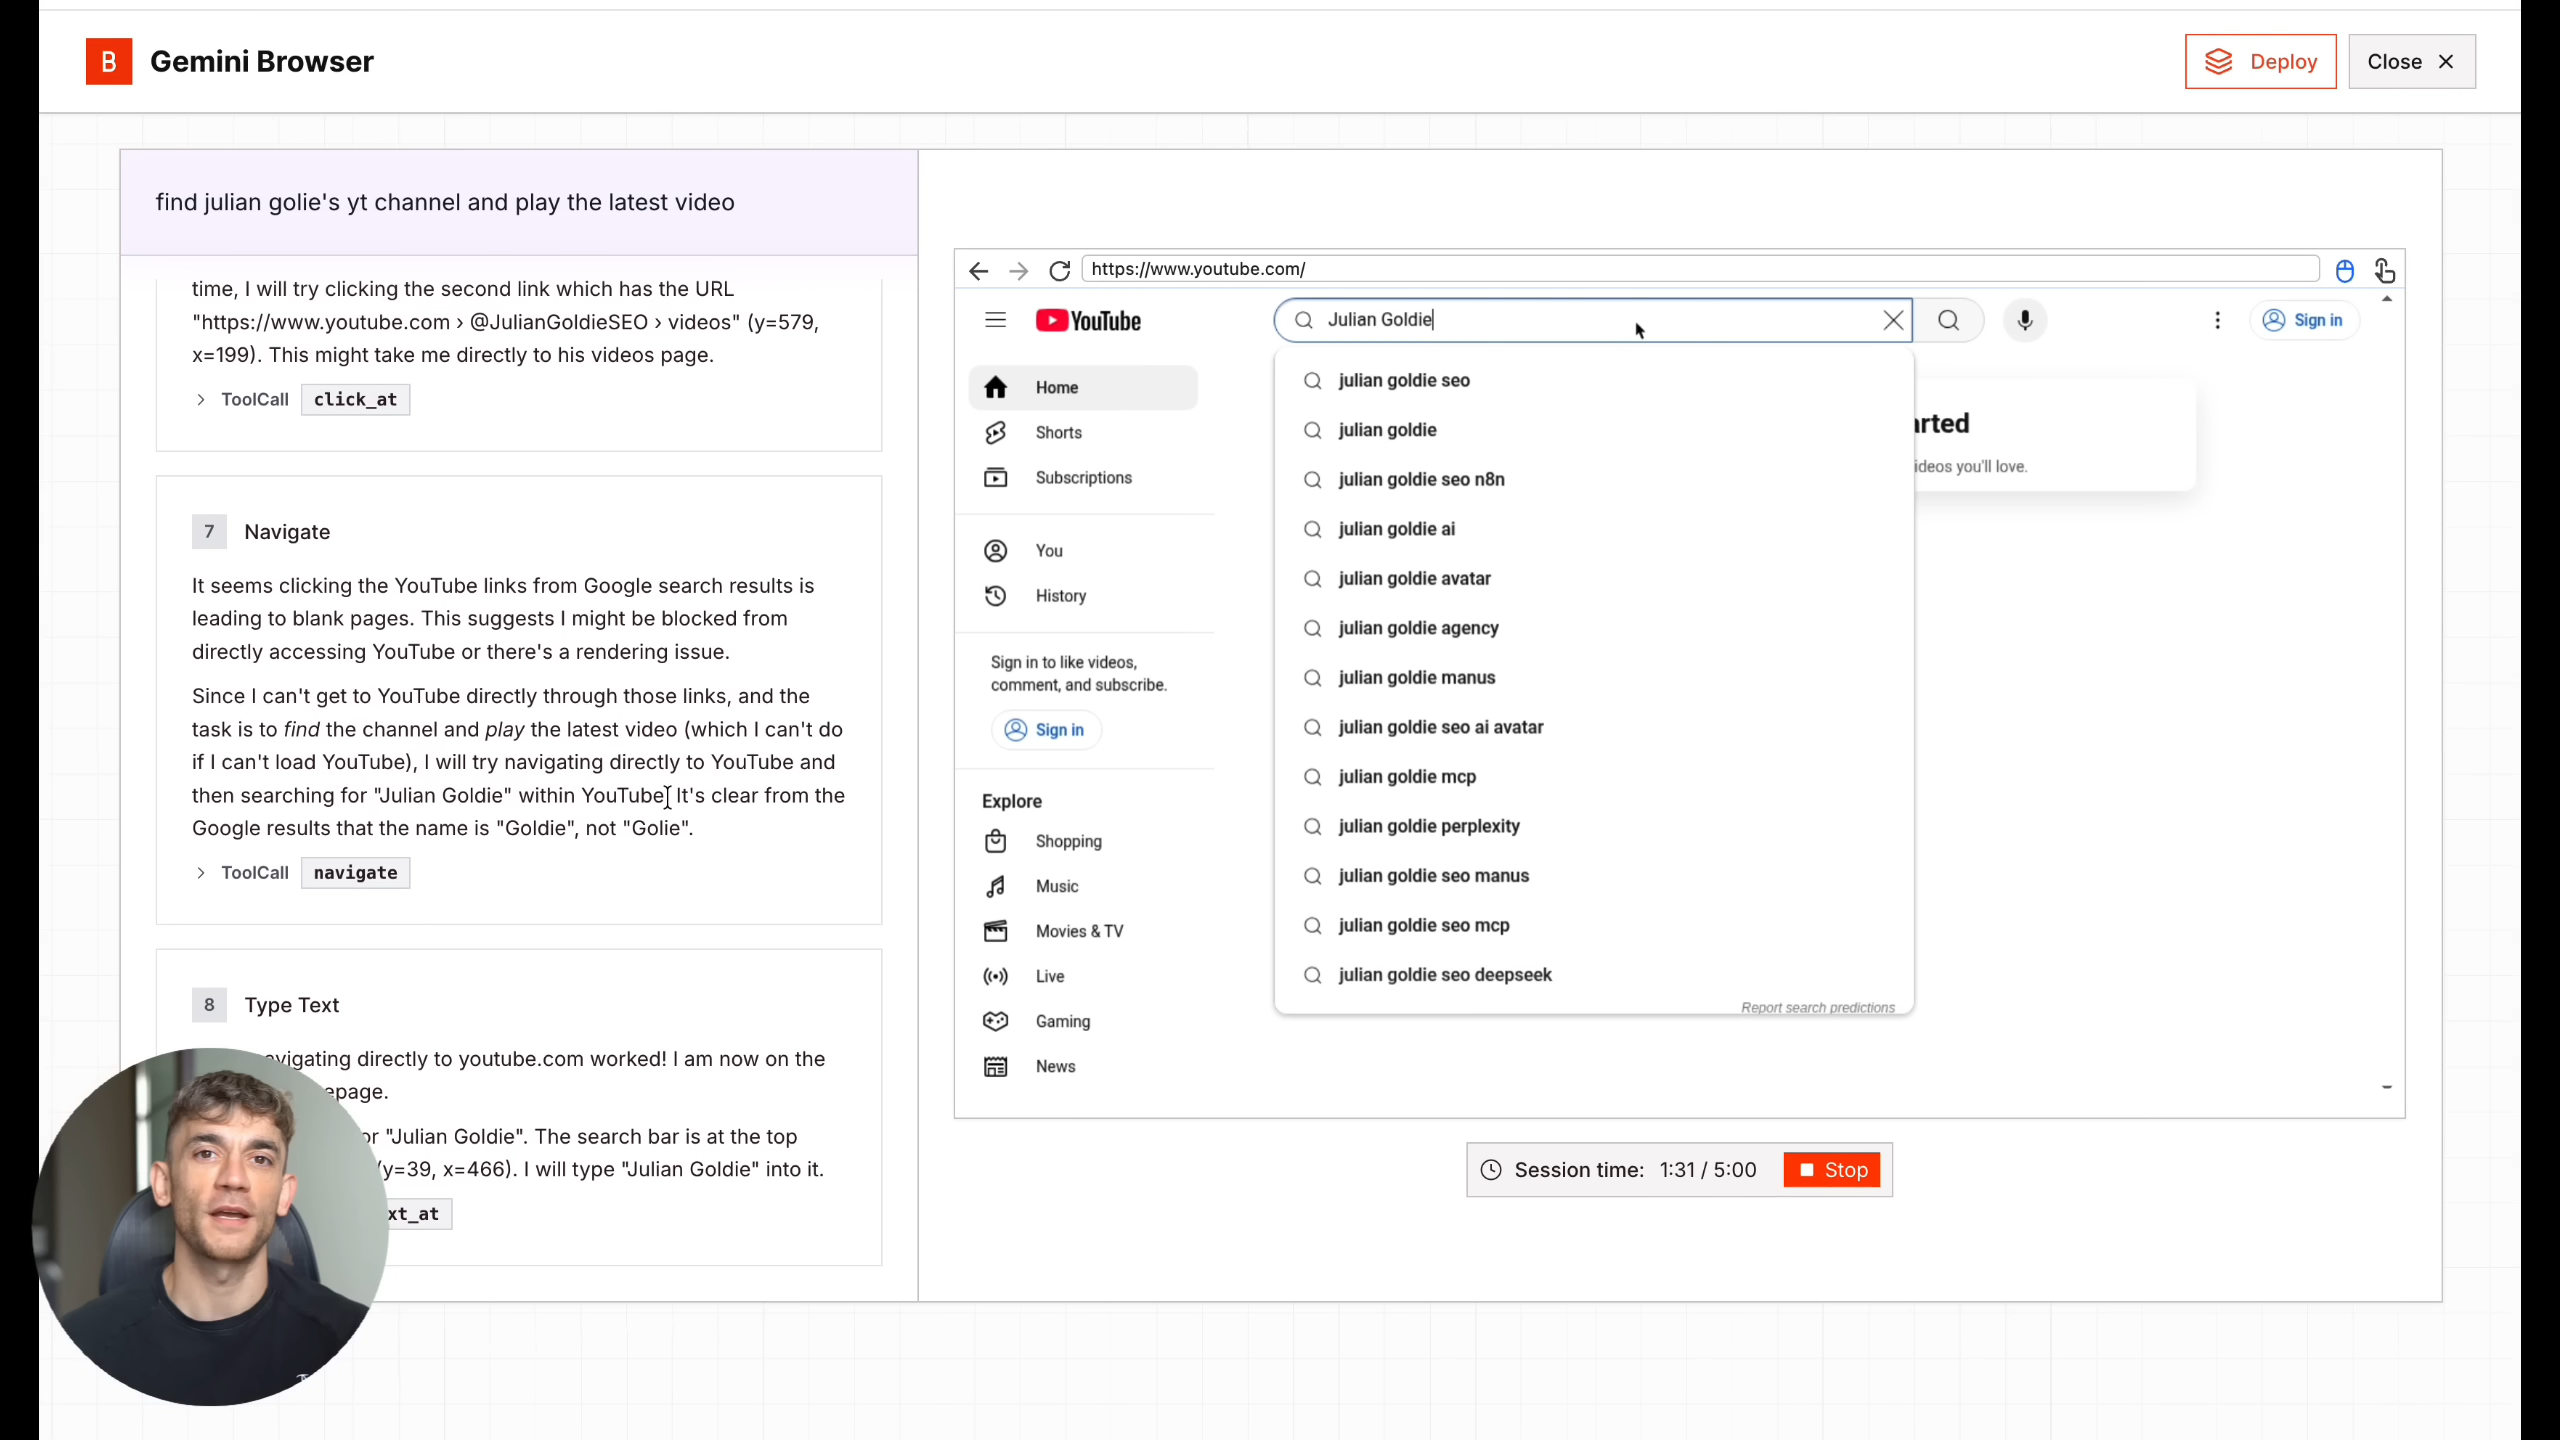 B Gemini Browser
Deploy
Close
find julian golie's yt channel and play the latest video
time, I will try clicking the second link which has the URL
"https://www.youtube.com › @JulianGoldieSEO › videos" (y=579,
x=199). This might take me directly to his videos page.
ToolCall click_at
7 Navigate
It seems clicking the YouTube links from Google search results is
leading to blank pages. This suggests I might be blocked from
directly accessing YouTube or there's a rendering issue.
Since I can't get to YouTube directly through those links, and the
task is to find the channel and play the latest video (which I can't do
if I can't load YouTube), I will try navigating directly to YouTube and
then searching for "Julian Goldie" within YouTube. It's clear from the
Google results that the name is "Goldie", not "Golie".
ToolCall navigate
8 Type Text
directly to youtube.com worked! I am now on the
"Julian Goldie". The search bar is at the top
(y=39, x=466). I will type "Julian Goldie" into it.
https://www.youtube.com/
YouTube
Julian Goldie
Sign in
Home
Shorts
Subscriptions
You
History
Sign in to like videos,
comment, and subscribe.
Sign in
Explore
Shopping
Music
Movies & TV
Live
Gaming
News
julian goldie seo
julian goldie
julian goldie seo n8n
julian goldie ai
julian goldie avatar
julian goldie agency
julian goldie manus
julian goldie seo ai avatar
julian goldie mcp
julian goldie perplexity
julian goldie seo manus
julian goldie seo mcp
julian goldie seo deepseek
Report search predictions
you'll love.
Session time: 1:31 / 5:00 Stop